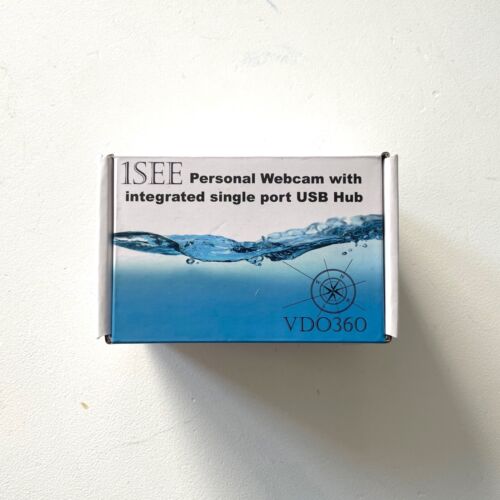 1SEE Personal Webcam with
integrated single port USB Hub
N
VDO360